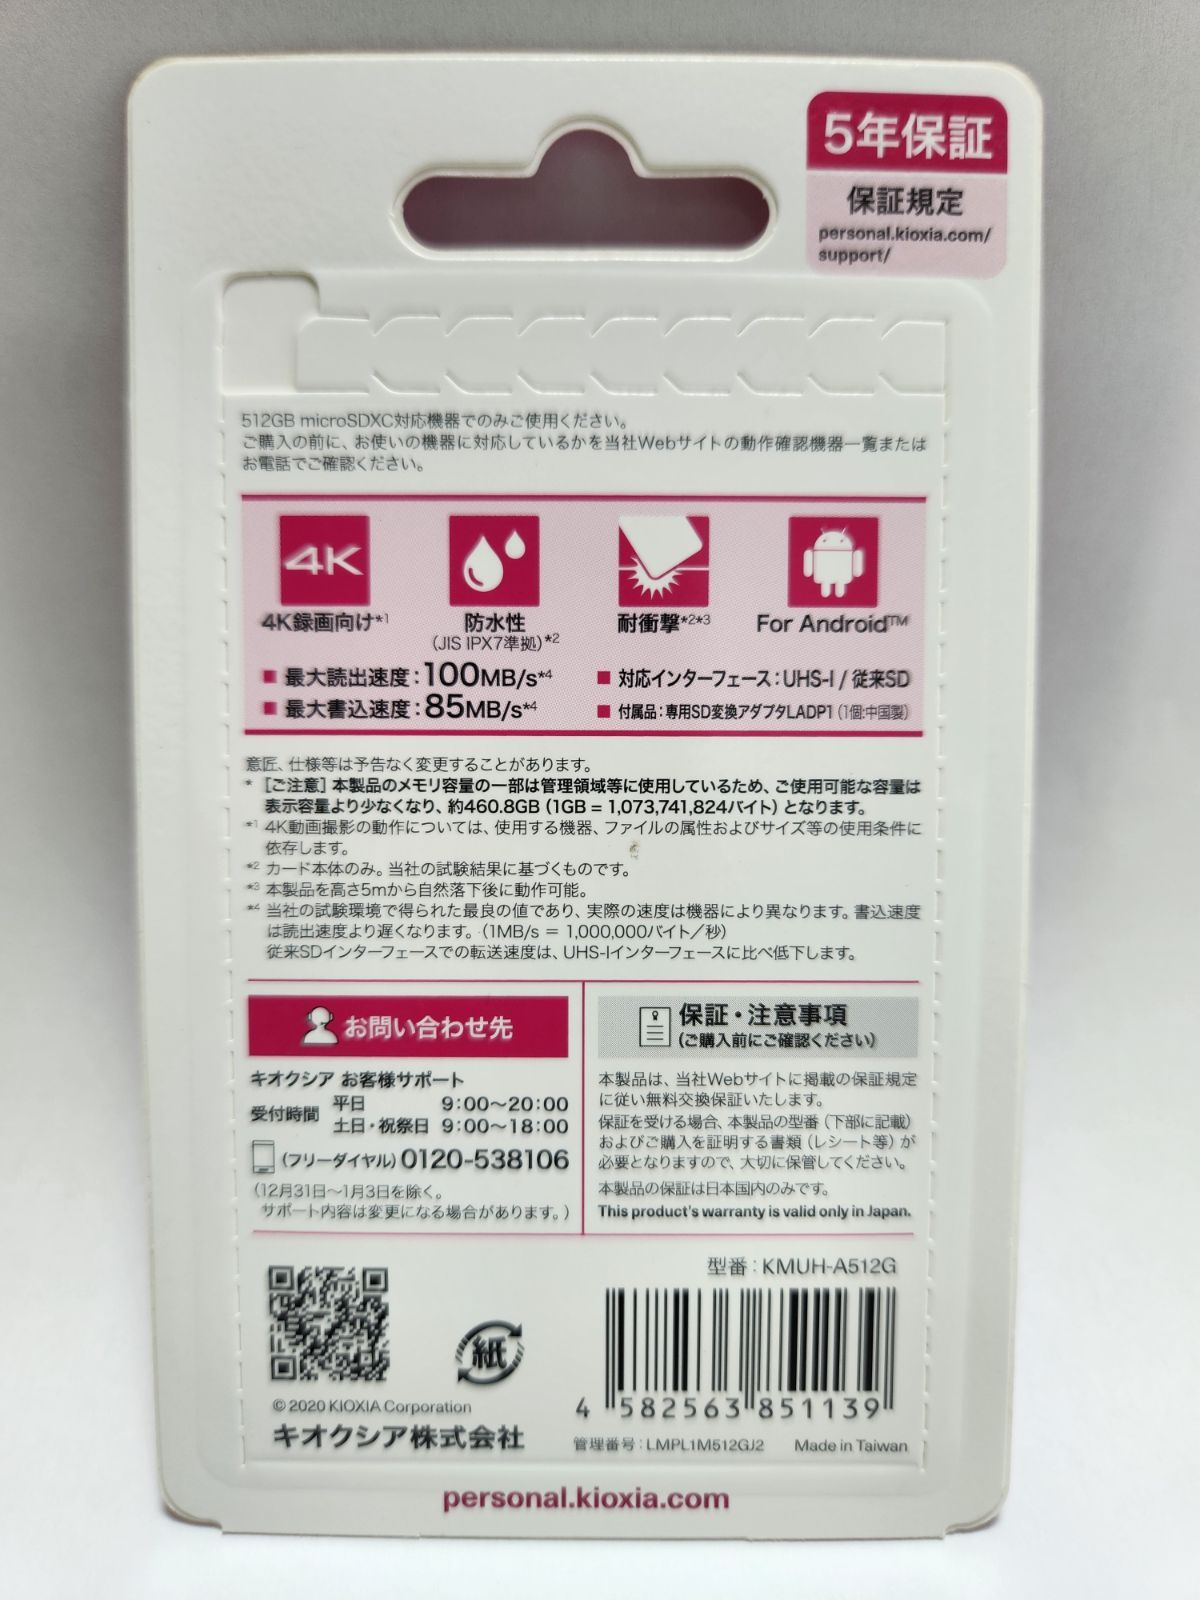 5年保証
保証規定
personal.kioxia.com/
support/
512GB microSDXC対応機器でのみご使用ください。
ご購入の前に、お使いの機器に対応しているかを当社Webサイトの動作確認機器一覧または
お電話でご確認ください。
4K
4K録画向け*1
防水性
(JIS IPX7準拠)*2
耐衝撃*2*3
For Android™
■ 最大読出速度：100MB/s*4
■ 最大書込速度：85MB/s*4
■ 対応インターフェース：UHS-I / 従来SD
■ 付属品：専用SD変換アダプタLADP1（1個:中国製）
意匠、仕様等は予告なく変更することがあります。
* ［ご注意］本製品のメモリ容量の一部は管理領域等に使用しているため、ご使用可能な容量は
表示容量より少なくなり、約460.8GB（1GB = 1,073,741,824バイト）となります。
*1 4K動画撮影の動作については、使用する機器、ファイルの属性およびサイズ等の使用条件に
依存します。
*2 カード本体のみ。当社の試験結果に基づくものです。
*3 本製品を高さ5mから自然落下後に動作可能。
*4 当社の試験環境で得られた最良の値であり、実際の速度は機器により異なります。書込速度
は読出速度より遅くなります。（1MB/s = 1,000,000バイト／秒）
従来SDインターフェースでの転送速度は、UHS-Iインターフェースに比べ低下します。
お問い合わせ先
キオクシア お客様サポート
受付時間 平日 9：00〜20：00
土日・祝祭日 9：00〜18：00
（フリーダイヤル）0120-538106
（12月31日〜1月3日を除く。
サポート内容は変更になる場合があります。）
保証・注意事項
（ご購入前にご確認ください）
本製品は、当社Webサイトに掲載の保証規定
に従い無料交換保証いたします。
保証を受ける場合、本製品の型番（下部に記載）
およびご購入を証明する書類（レシート等）が
必要となりますので、大切に保管してください。
本製品の保証は日本国内のみです。
This product's warranty is valid only in Japan.
型番：KMUH-A512G
紙
4 582563 851139
© 2020 KIOXIA Corporation
キオクシア株式会社
管理番号：LMPL1M512GJ2 Made in Taiwan
personal.kioxia.com